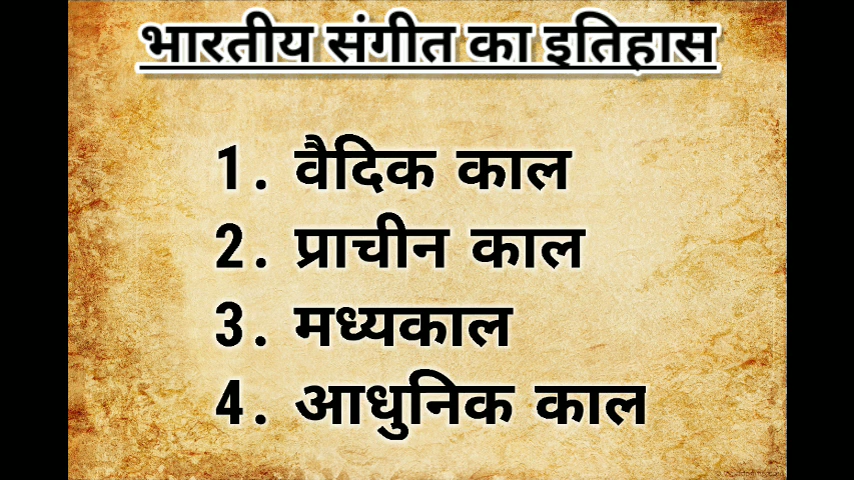 भारतीय संगीत का इतिहास
1. वैदिक काल
2. प्राचीन काल
3. मध्यकाल
4. आधुनिक काल